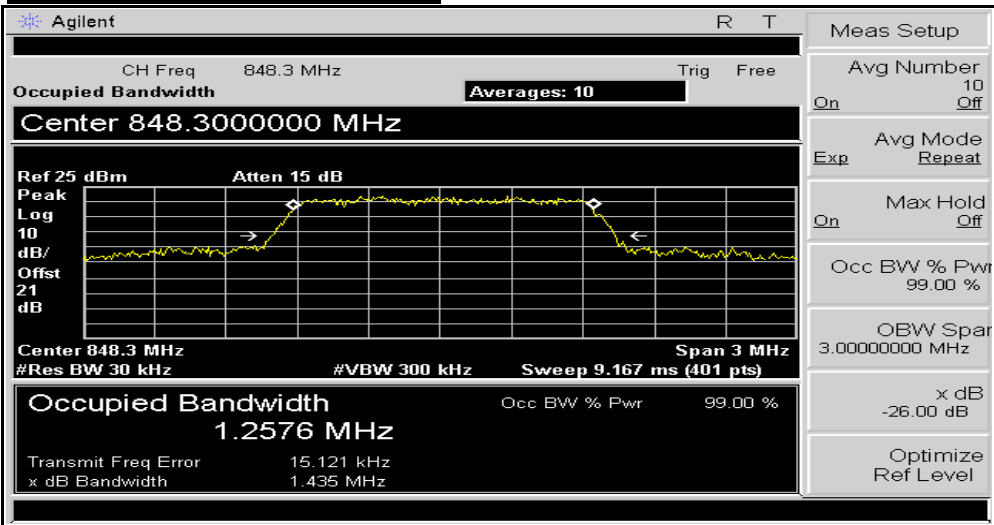 Agilent R T
CH Freq 848.3 MHz Trig Free
Occupied Bandwidth Averages: 10
Center 848.3000000 MHz
Ref 25 dBm Atten 15 dB
Peak
Log
10
dB/
Offst
21
dB
Center 848.3 MHz Span 3 MHz
#Res BW 30 kHz #VBW 300 kHz Sweep 9.167 ms (401 pts)
Occupied Bandwidth Occ BW % Pwr 99.00 %
1.2576 MHz
Transmit Freq Error 15.121 kHz
x dB Bandwidth 1.435 MHz
Meas Setup
Avg Number
10
On Off
Avg Mode
Exp Repeat
Max Hold
On Off
Occ BW % Pwr
99.00 %
OBW Span
3.00000000 MHz
x dB
-26.00 dB
Optimize
Ref Level